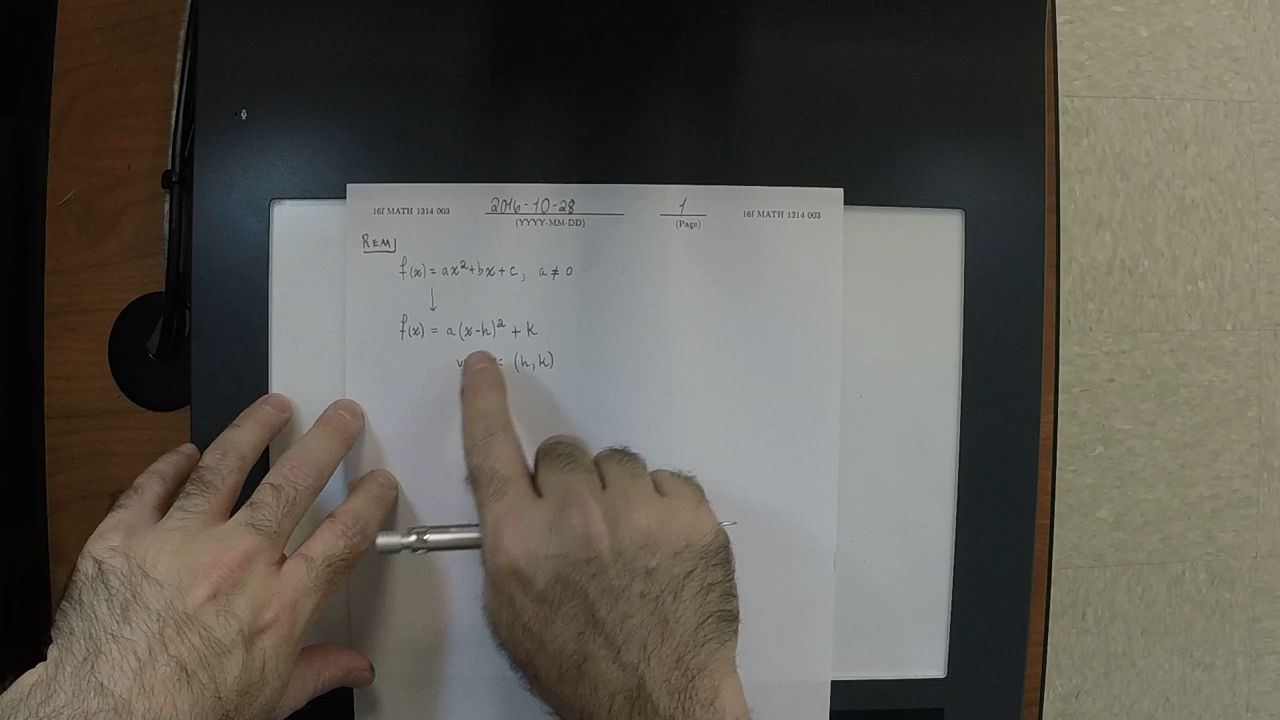 16f MATH 1314 003 2016-10-28 1 16f MATH 1314 003
(YYYY-MM-DD) (Page)
REM
f(x) = ax²+bx+c, a ≠ 0
↓
f(x) = a(x-h)² + k
= (h,k)